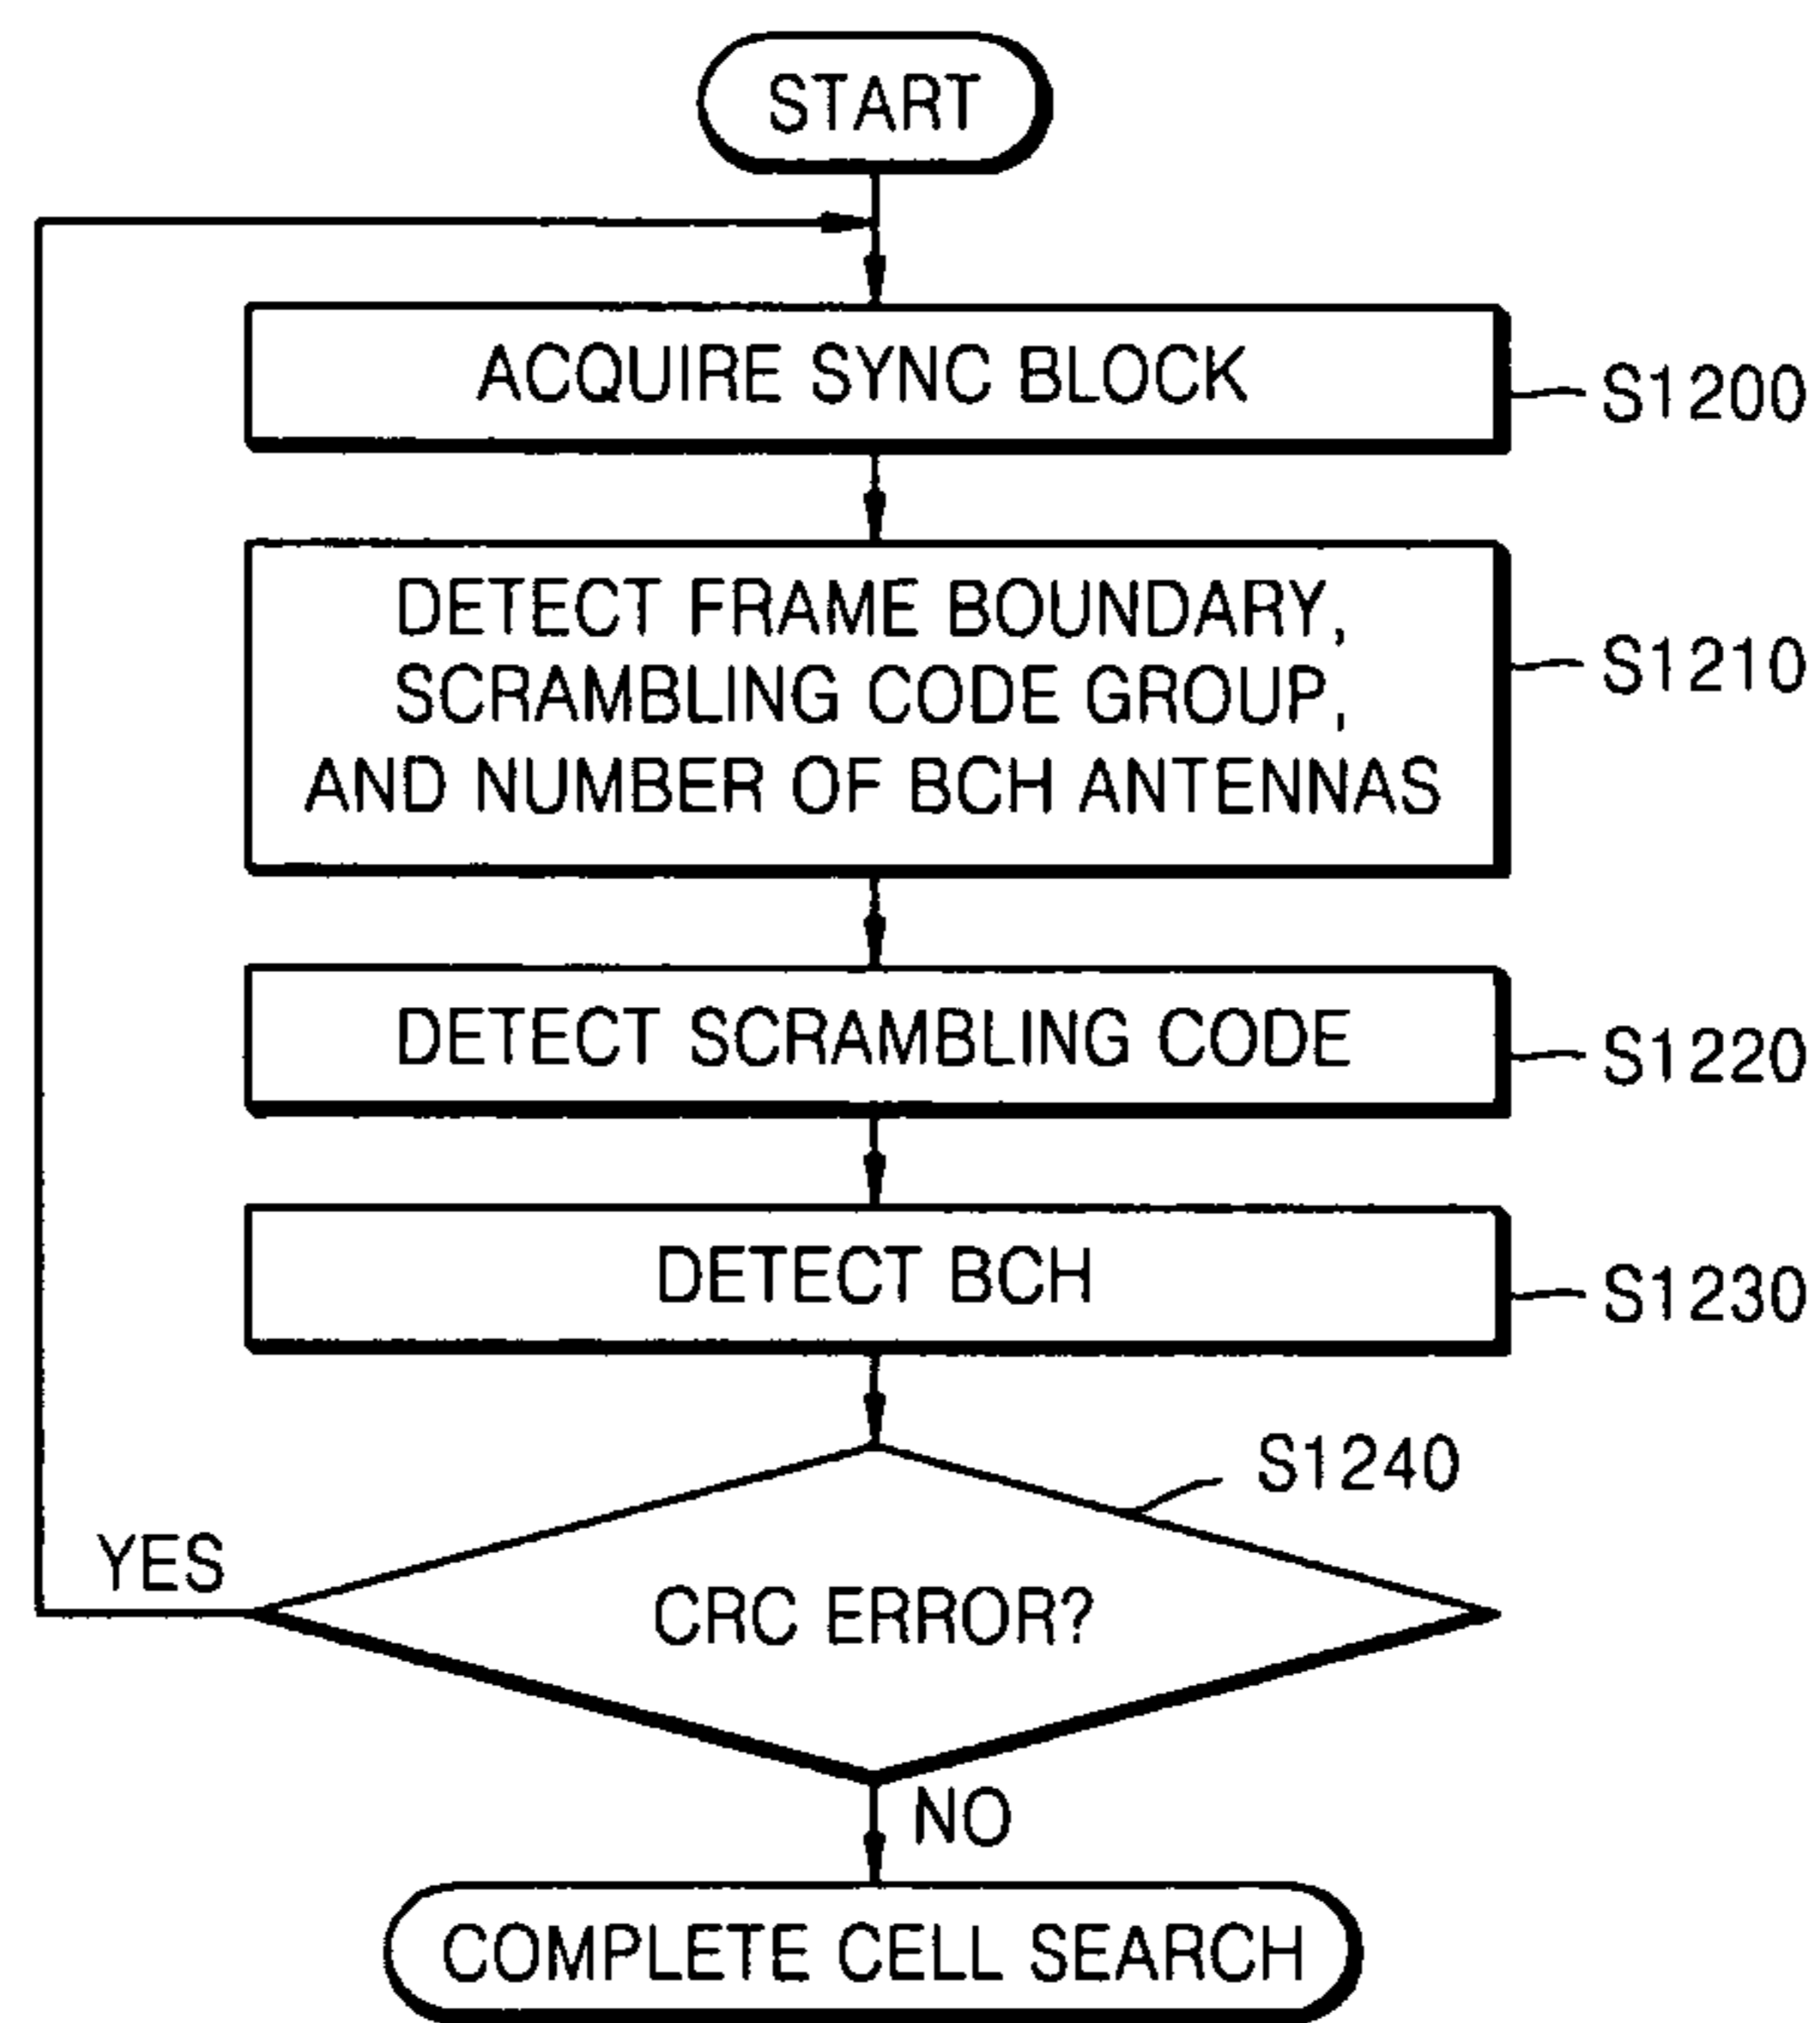 START
ACQUIRE SYNC BLOCK
S1200
DETECT FRAME BOUNDARY,
SCRAMBLING CODE GROUP,
AND NUMBER OF BCH ANTENNAS
S1210
DETECT SCRAMBLING CODE
S1220
DETECT BCH
S1230
S1240
YES
CRC ERROR?
NO
COMPLETE CELL SEARCH